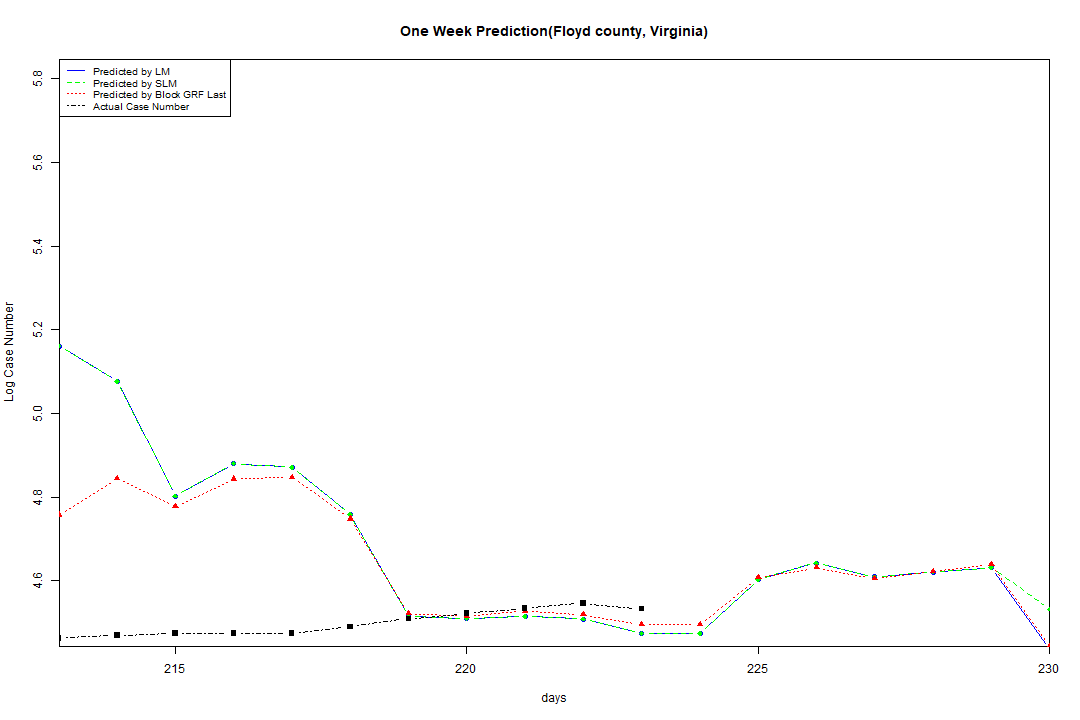 One Week Prediction(Floyd county, Virginia)
Predicted by LM
Predicted by SLM
Predicted by Block GRF Last
Actual Case Number
5.8
5.6
5.4
5.2
5.0
4.8
4.6
Log Case Number
215
220
225
230
days